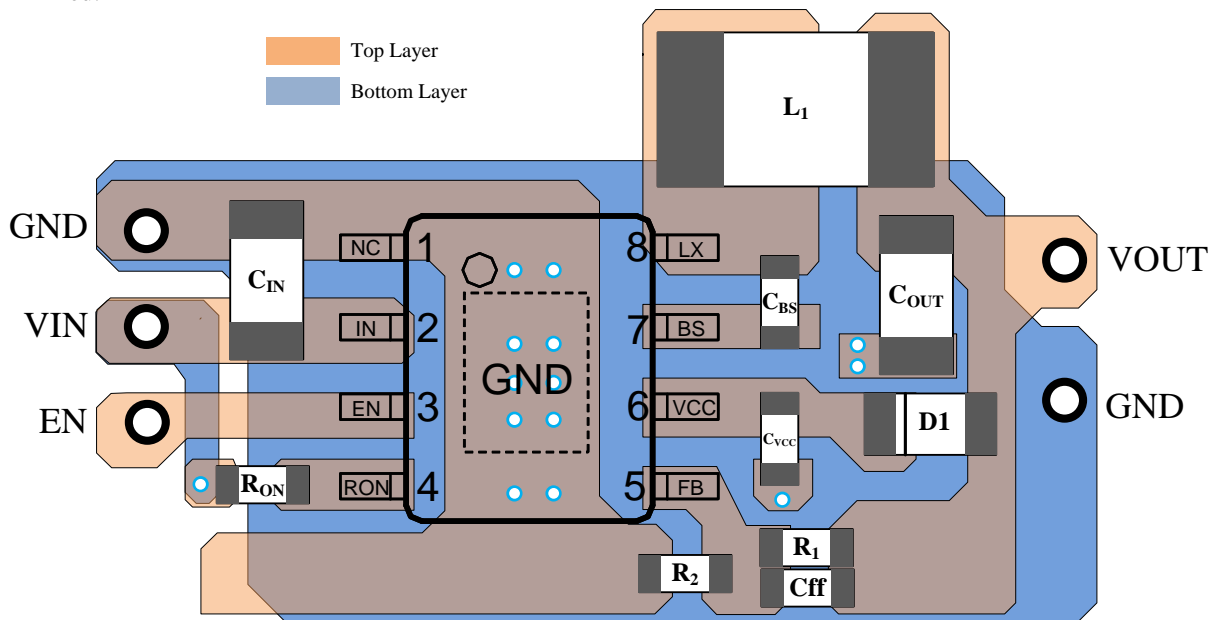 Top Layer
Bottom Layer
L1
GND
VIN
EN
CIN
RON
NC
IN
EN
RON
1
2
3
4
GND
8
7
6
5
LX
BS
VCC
FB
CBS
COUT
CVCC
D1
R1
R2
Cff
VOUT
GND